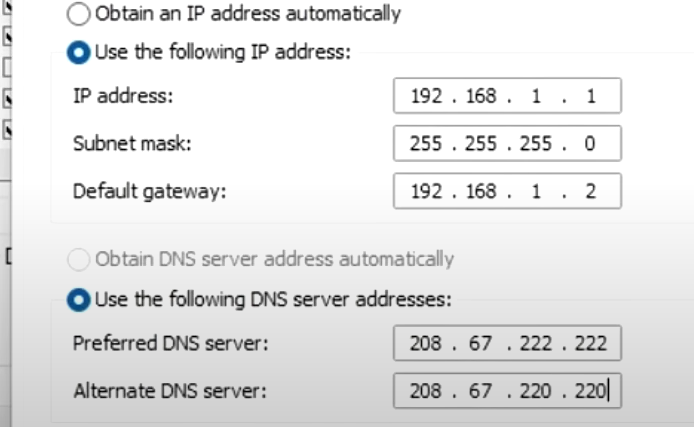 Obtain an IP address automatically
Use the following IP address:
IP address: 192 . 168 . 1 . 1
Subnet mask: 255 . 255 . 255 . 0
Default gateway: 192 . 168 . 1 . 2
Obtain DNS server address automatically
Use the following DNS server addresses:
Preferred DNS server: 208 . 67 . 222 . 222
Alternate DNS server: 208 . 67 . 220 . 220